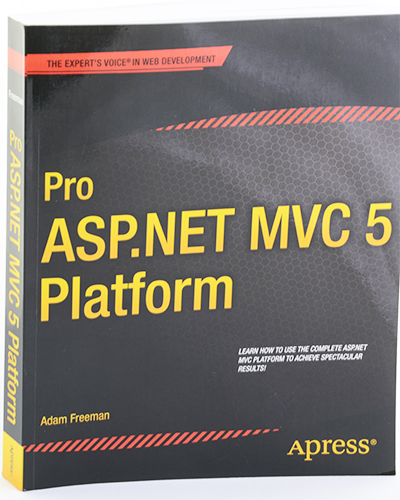 THE EXPERT'S VOICE® IN WEB DEVELOPMENT
Freeman
Pro
ASP.NET MVC 5
Platform
Pro
ASP.NET MVC 5
Platform
LEARN HOW TO USE THE COMPLETE ASP.NET
MVC PLATFORM TO ACHIEVE SPECTACULAR
RESULTS!
Adam Freeman
Apress®